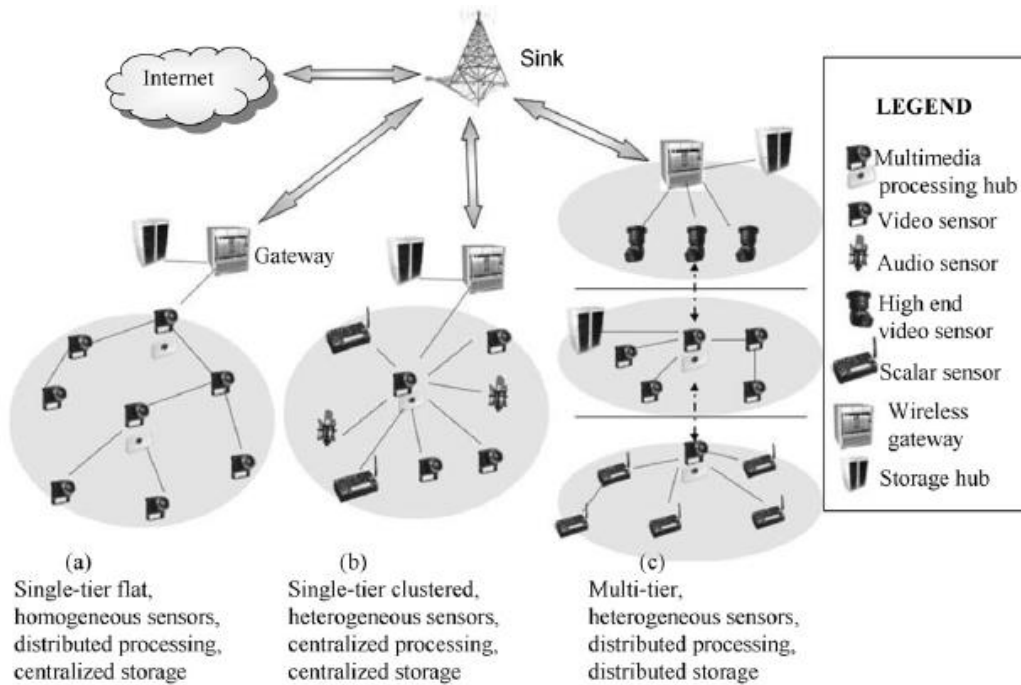 Internet
Sink
Gateway
LEGEND
Multimedia
processing hub
Video sensor
Audio sensor
High end
video sensor
Scalar sensor
Wireless
gateway
Storage hub
(a)
Single-tier flat,
homogeneous sensors,
distributed processing,
centralized storage
(b)
Single-tier clustered,
heterogeneous sensors,
centralized processing,
centralized storage
(c)
Multi-tier,
heterogeneous sensors,
distributed processing,
distributed storage